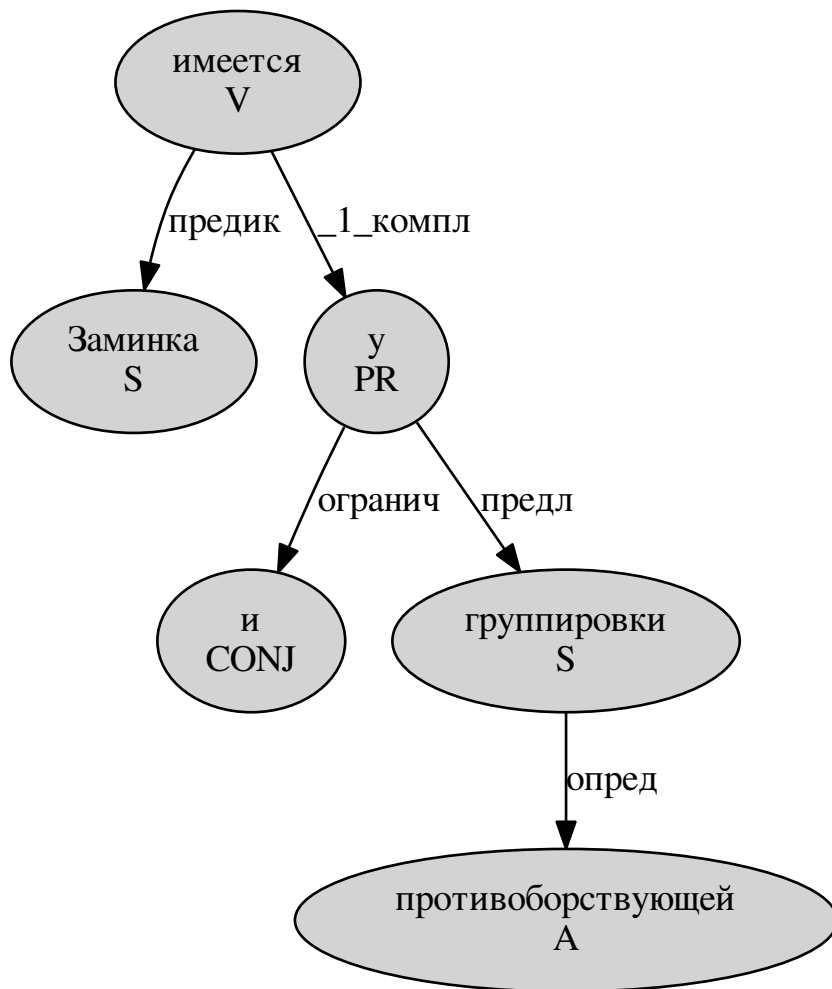 имеется
V
предик
_1_компл
Заминка
S
у
PR
огранич
предл
и
CONJ
группировки
S
опред
противоборствующей
A